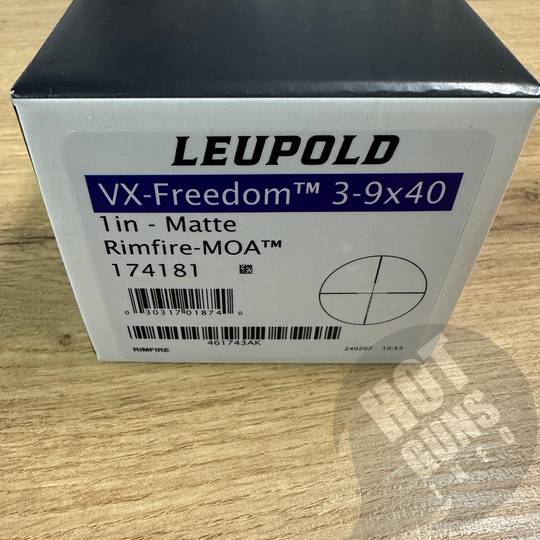 LEUPOLD
VX-Freedom™ 3-9x40
1in - Matte
Rimfire-MOA™
174181
0 30317 01874 0
461743AK
RIMFIRE 240207 10:53
HOT
GUNS
INFO